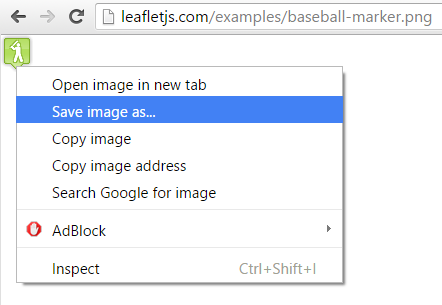 leafletjs.com/examples/baseball-marker.png
Open image in new tab
Save image as...
Copy image
Copy image address
Search Google for image
AdBlock
Inspect Ctrl+Shift+I